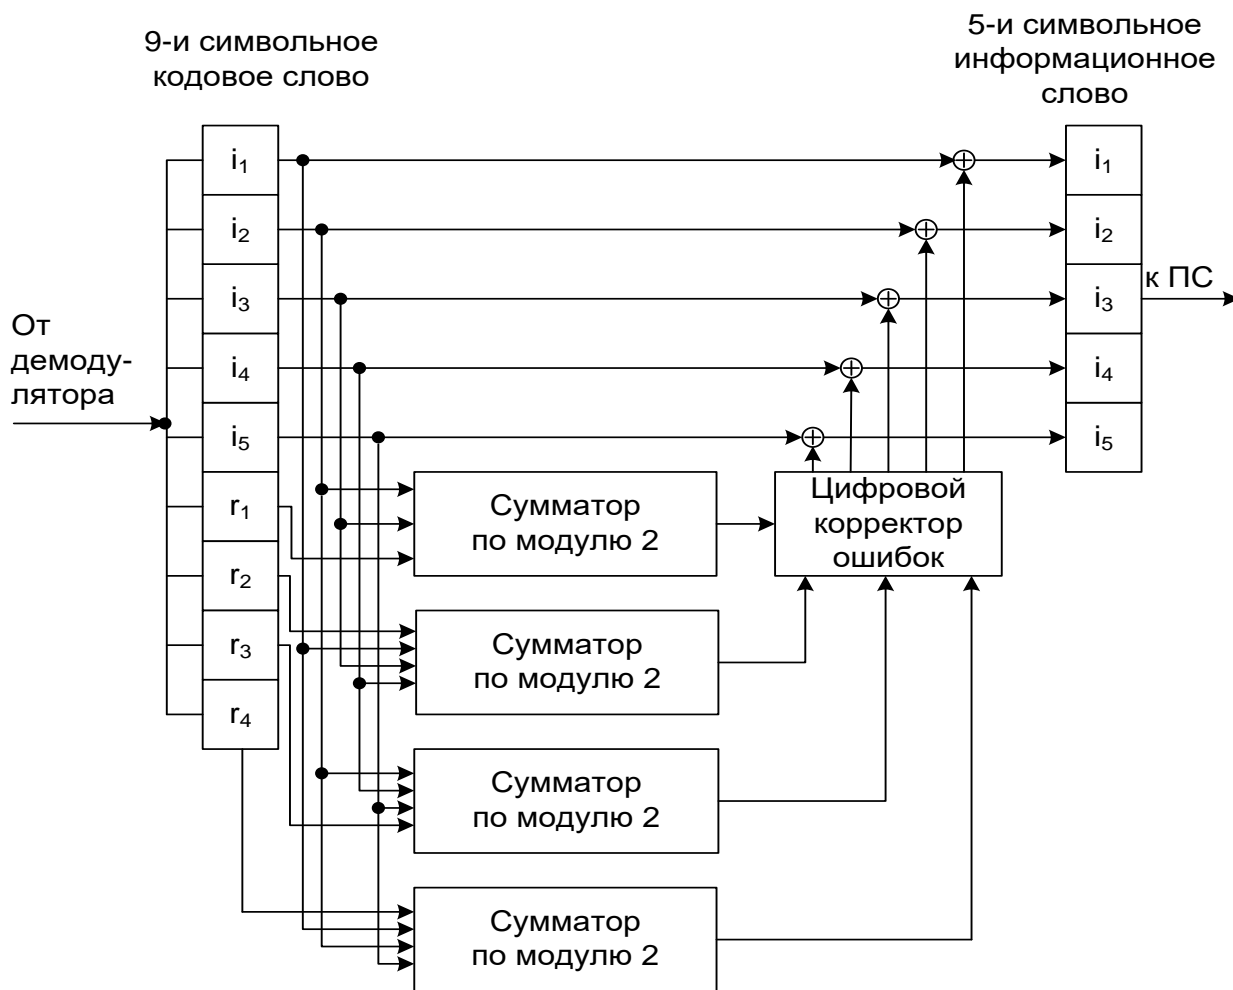 9-и символьное
кодовое слово
5-и символьное
информационное
слово
От
демоду-
лятора
i₁
i₂
i₃
i₄
i₅
r₁
r₂
r₃
r₄
Сумматор
по модулю 2
Сумматор
по модулю 2
Сумматор
по модулю 2
Сумматор
по модулю 2
Цифровой
корректор
ошибок
i₁
i₂
i₃
i₄
i₅
к ПС